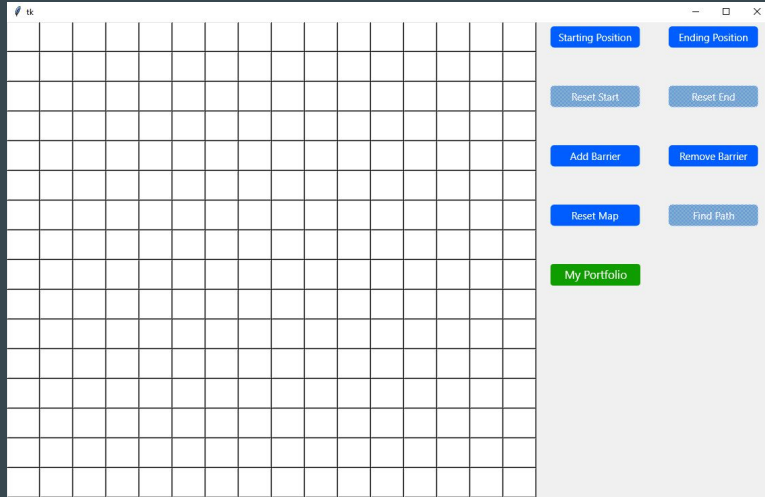 tk
Starting Position
Ending Position
Reset Start
Reset End
Add Barrier
Remove Barrier
Reset Map
Find Path
My Portfolio